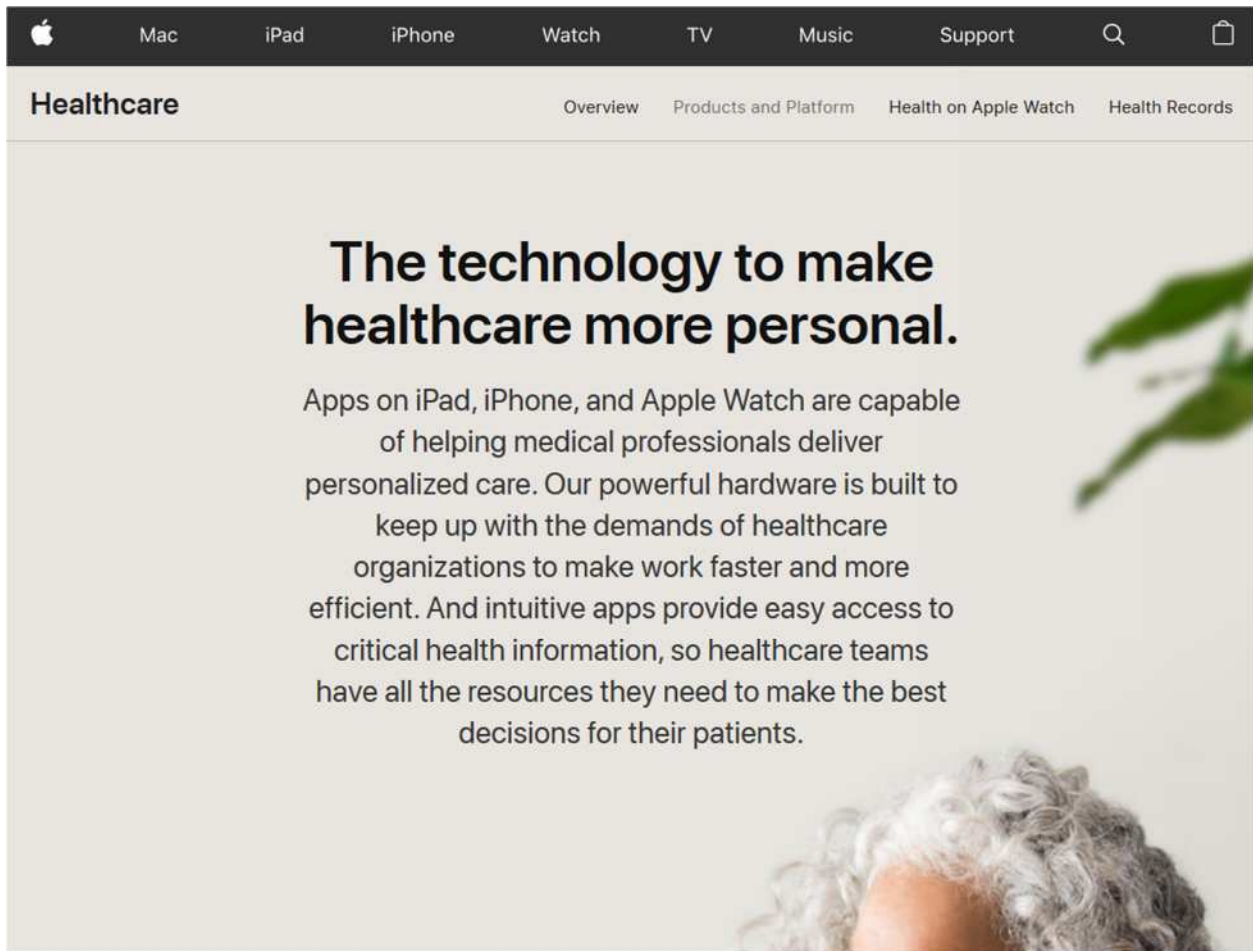 Mac iPad iPhone Watch TV Music Support
Healthcare Overview Products and Platform Health on Apple Watch Health Records
The technology to make
healthcare more personal.
Apps on iPad, iPhone, and Apple Watch are capable
of helping medical professionals deliver
personalized care. Our powerful hardware is built to
keep up with the demands of healthcare
organizations to make work faster and more
efficient. And intuitive apps provide easy access to
critical health information, so healthcare teams
have all the resources they need to make the best
decisions for their patients.